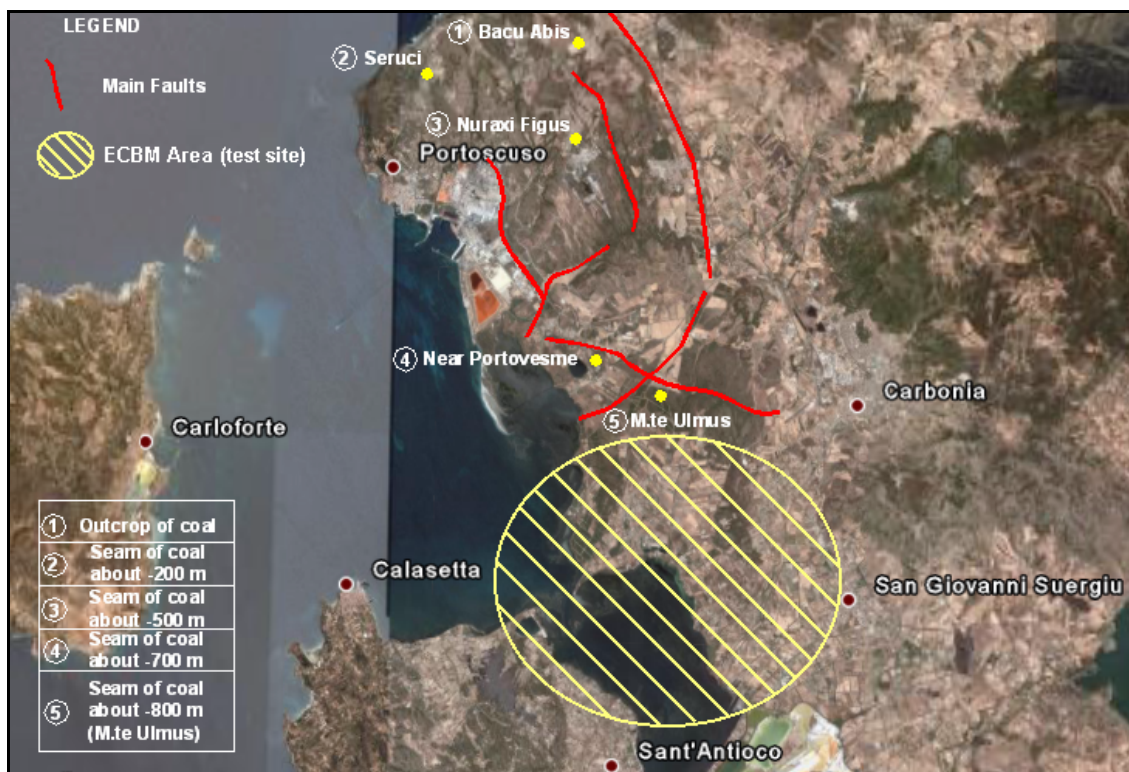 LEGEND
Main Faults
ECBM Area (test site)
① Bacu Abis
② Seruci
③ Nuraxi Figus
Portoscuso
④ Near Portovesme
Carbonia
⑤ M.te Ulmus
Carloforte
Calasetta
San Giovanni Suergiu
Sant'Antioco
① Outcrop of coal
② Seam of coal
about -200 m
③ Seam of coal
about -500 m
④ Seam of coal
about -700 m
⑤ Seam of coal
about -800 m
(M.te Ulmus)